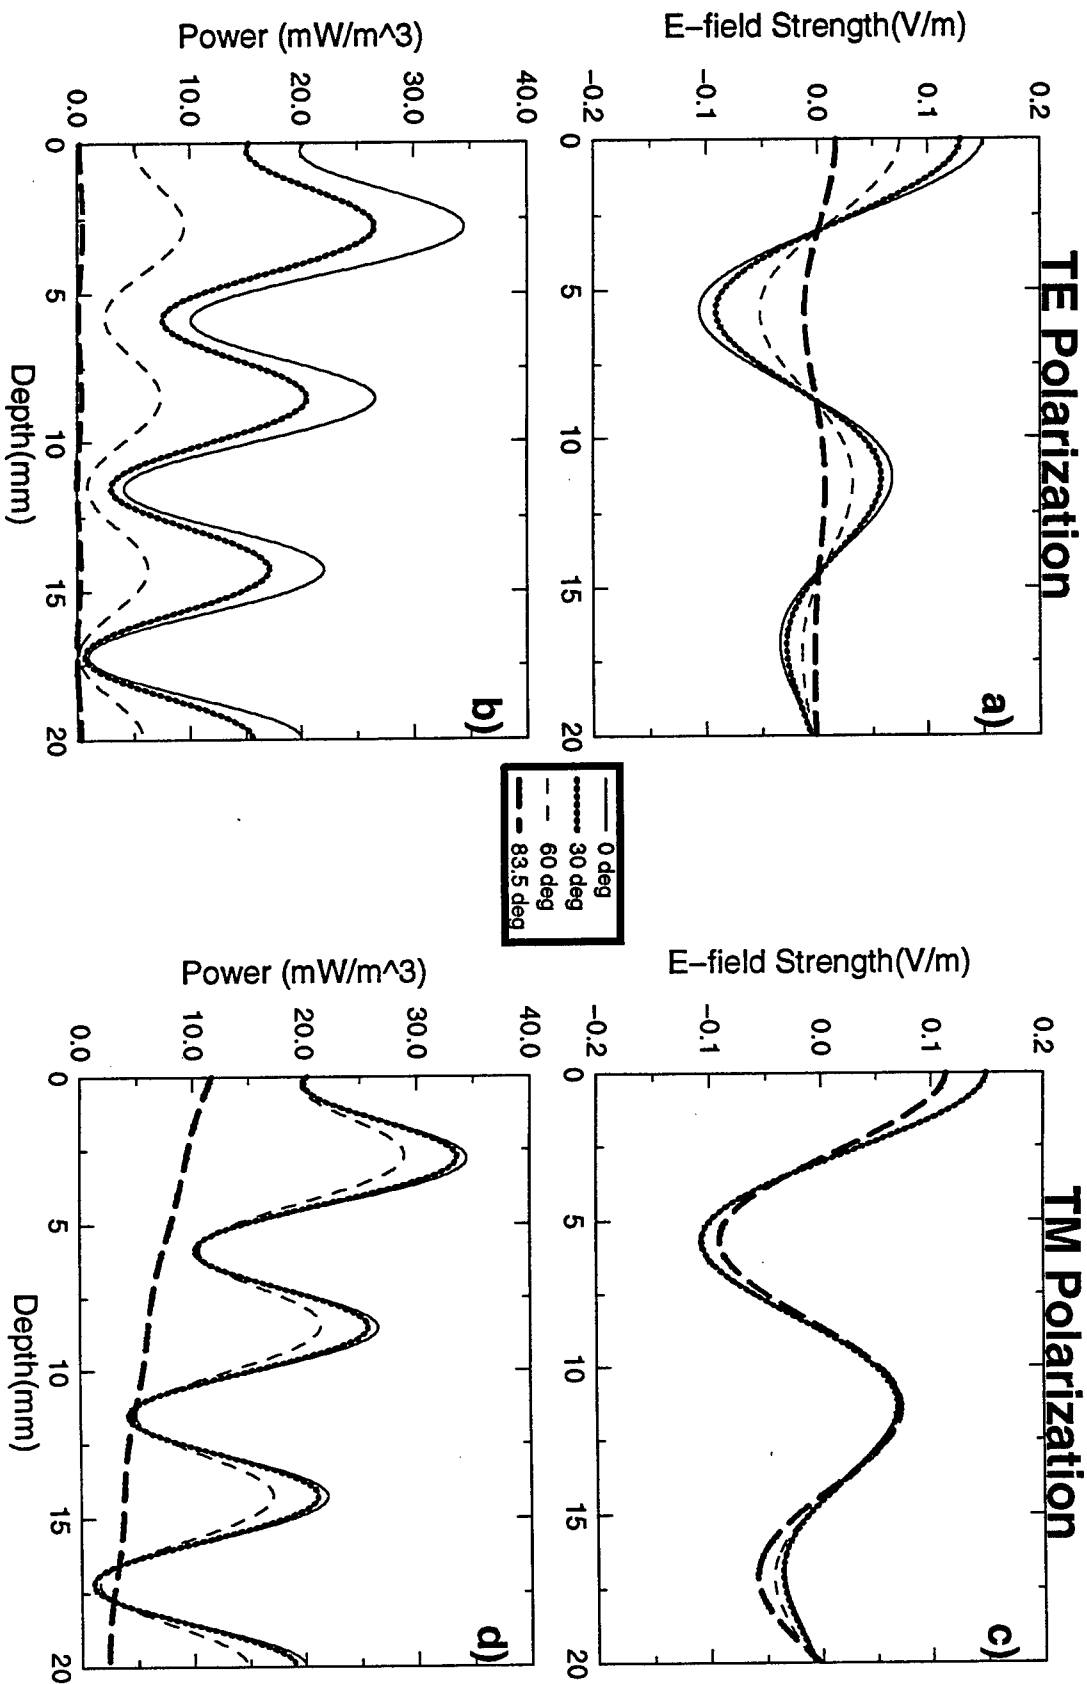 TE Polarization
E-field Strength(V/m)
0.2
0.1
0.0
-0.1
-0.2
0
5
10
15
20
a)
Power (mW/m^3)
40.0
30.0
20.0
10.0
0.0
0
5
10
15
20
Depth(mm)
b)
0 deg
30 deg
60 deg
83.5 deg
TM Polarization
E-field Strength(V/m)
0.2
0.1
0.0
-0.1
-0.2
0
5
10
15
20
c)
Power (mW/m^3)
40.0
30.0
20.0
10.0
0.0
0
5
10
15
20
Depth(mm)
d)